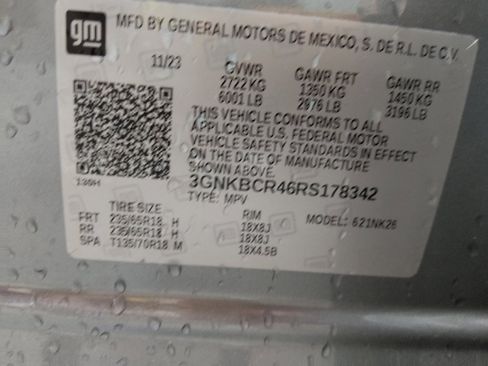 gm
MFD BY GENERAL MOTORS DE MEXICO, S. DE R.L. DE C.V.
11/23 GVWR GAWR FRT GAWR RR
2722 KG 1350 KG 1450 KG
6001 LB 2976 LB 3196 LB
THIS VEHICLE CONFORMS TO ALL
APPLICABLE U.S. FEDERAL MOTOR
VEHICLE SAFETY STANDARDS IN EFFECT
ON THE DATE OF MANUFACTURE
SHOWN ABOVE.
3GNKBCR46RS178342
TYPE: MPV MODEL: 621NK26
TIRE SIZE RIM
FRT 235/65R18 H 18X8J
RR 235/65R18 H 18X8J
SPA T135/70R18 M 18X4.5B